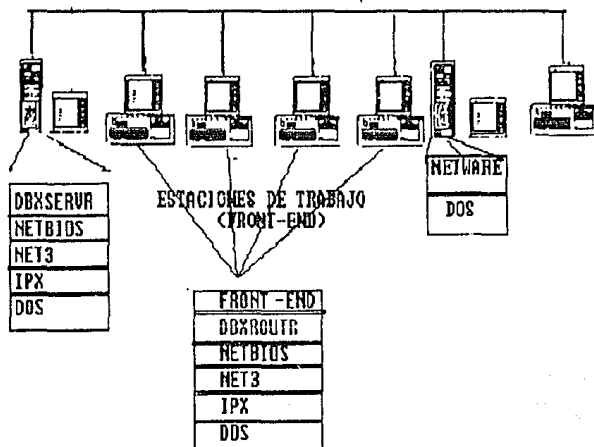 DBXSERVR
NETBIOS
NET3
IPX
DOS
ESTACIONES DE TRABAJO
(FRONT-END)
NETWARE
DOS
FRONT-END
DBXROUTR
NETBIOS
NET3
IPX
DOS